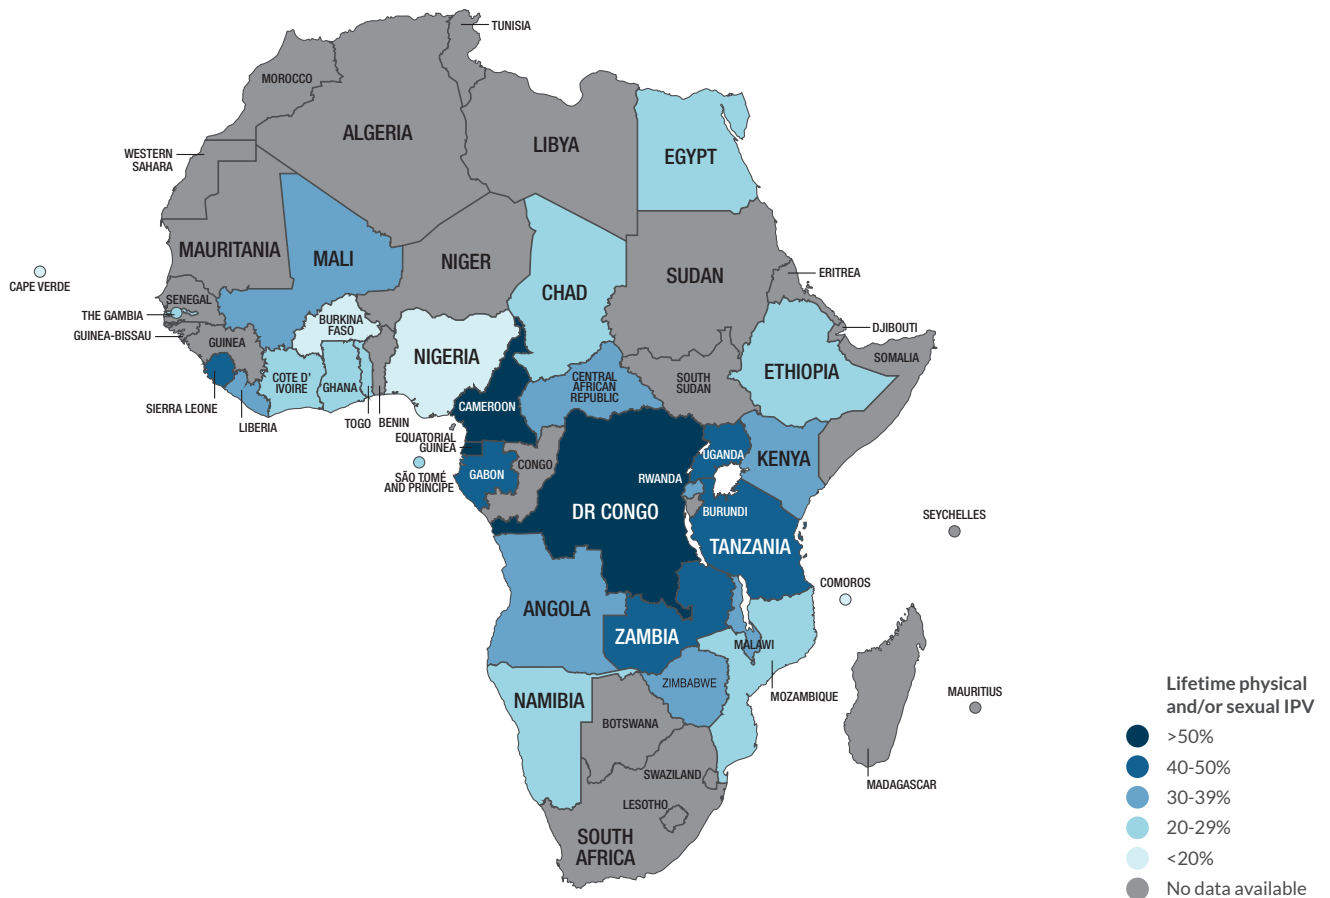 TUNISIA
MOROCCO
ALGERIA
LIBYA
EGYPT
WESTERN
SAHARA
MAURITANIA
MALI
NIGER
CHAD
SUDAN
ERITREA
CAPE VERDE
SENEGAL
THE GAMBIA
GUINEA-BISSAU
GUINEA
BURKINA
FASO
NIGERIA
DJIBOUTI
SOMALIA
ETHIOPIA
SOUTH
SUDAN
CENTRAL
AFRICAN
REPUBLIC
COTE D'
IVOIRE
GHANA
SIERRA LEONE
LIBERIA
TOGO
BENIN
CAMEROON
EQUATORIAL
GUINEA
SÃO TOMÉ
AND PRÍNCIPE
GABON
CONGO
UGANDA
KENYA
RWANDA
BURUNDI
DR CONGO
TANZANIA
SEYCHELLES
COMOROS
ANGOLA
ZAMBIA
MALAWI
MOZAMBIQUE
ZIMBABWE
NAMIBIA
BOTSWANA
MAURITIUS
MADAGASCAR
SWAZILAND
LESOTHO
SOUTH
AFRICA
Lifetime physical
and/or sexual IPV
>50%
40-50%
30-39%
20-29%
<20%
No data available